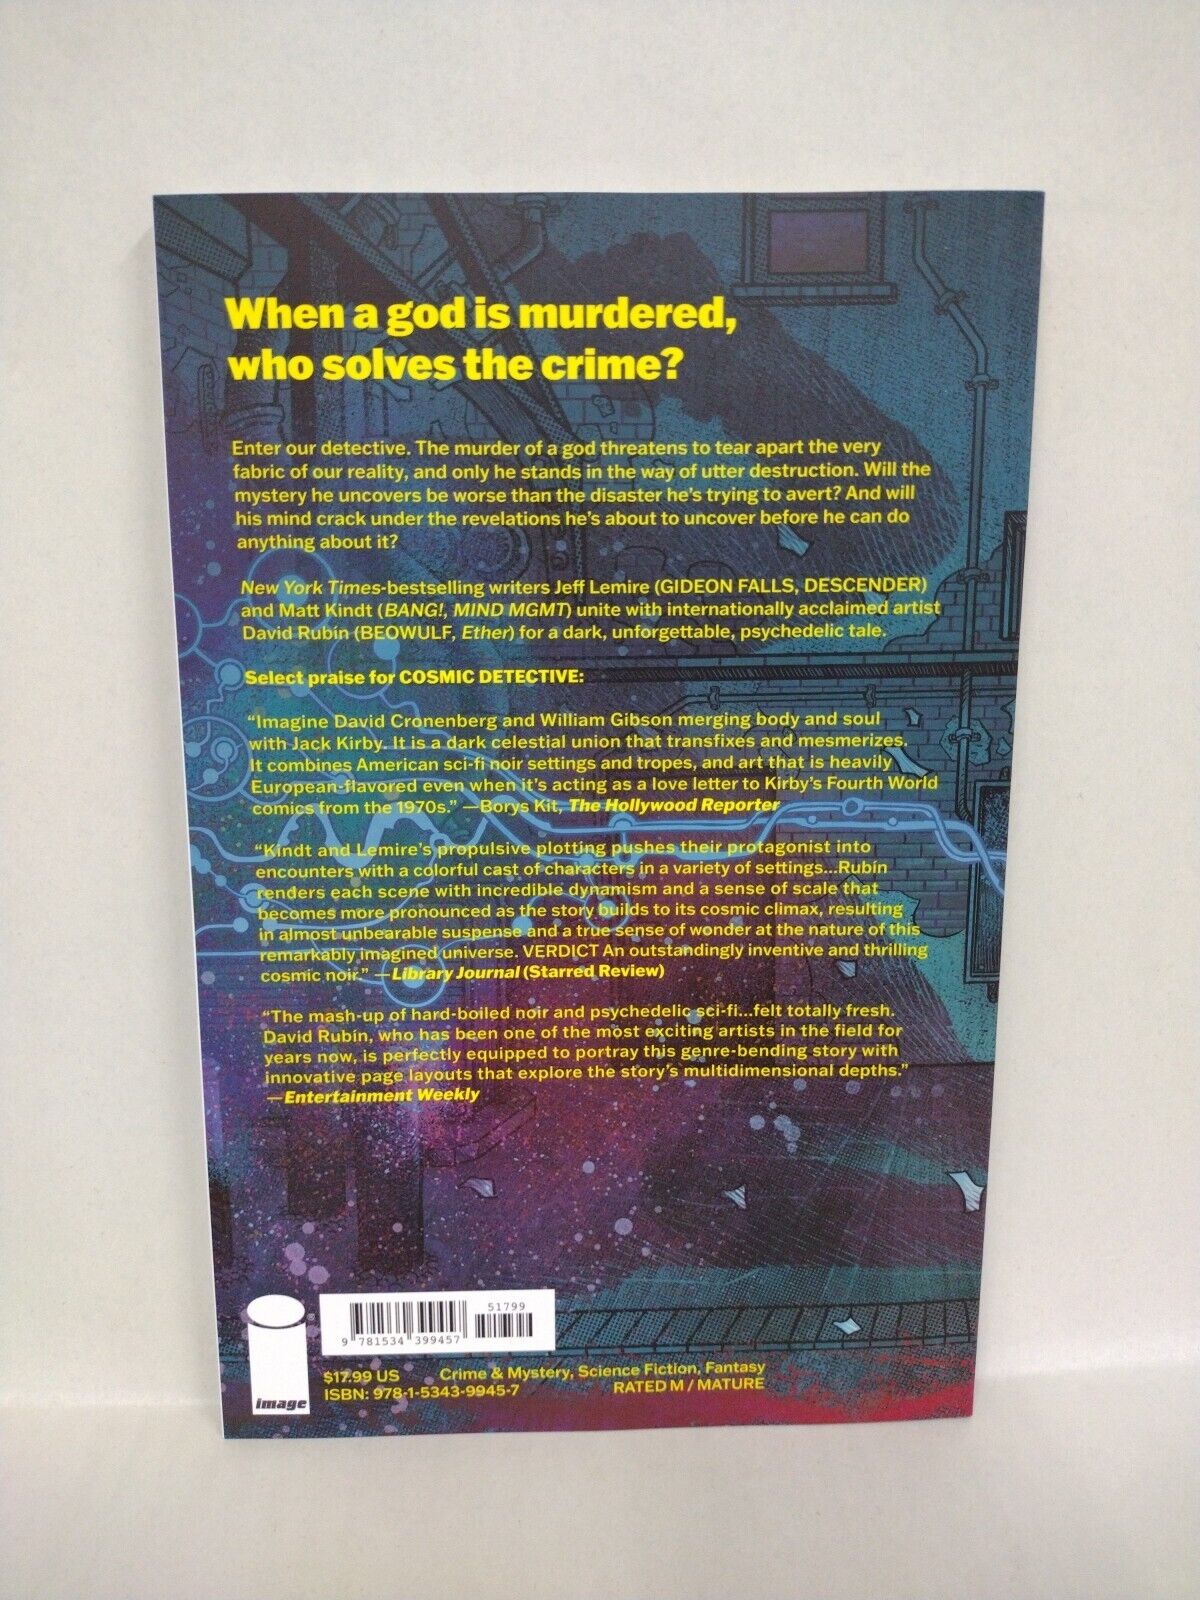 When a god is murdered,
who solves the crime?
Enter our detective. The murder of a god threatens to tear apart the very
fabric of our reality, and only he stands in the way of utter destruction. Will the
mystery he uncovers be worse than the disaster he's trying to avert? And will
his mind crack under the revelations he's about to uncover before he can do
anything about it?
New York Times-bestselling writers Jeff Lemire (GIDEON FALLS, DESCENDER)
and Matt Kindt (BANG!, MIND MGMT) unite with internationally acclaimed artist
David Rubín (BEOWULF, Ether) for a dark, unforgettable, psychedelic tale.
Select praise for COSMIC DETECTIVE:
“Imagine David Cronenberg and William Gibson merging body and soul
with Jack Kirby. It is a dark celestial union that transfixes and mesmerizes.
It combines American sci-fi noir settings and tropes, and art that is heavily
European-flavored even when it's acting as a love letter to Kirby's Fourth World
comics from the 1970s.” —Borys Kit, The Hollywood Reporter
“Kindt and Lemire's propulsive plotting pushes their protagonist into
encounters with a colorful cast of characters in a variety of settings...Rubín
renders each scene with incredible dynamism and a sense of scale that
becomes more pronounced as the story builds to its cosmic climax, resulting
in almost unbearable suspense and a true sense of wonder at the nature of this
remarkably imagined universe. VERDICT An outstandingly inventive and thrilling
cosmic noir.” —Library Journal (Starred Review)
“The mash-up of hard-boiled noir and psychedelic sci-fi...felt totally fresh.
David Rubín, who has been one of the most exciting artists in the field for
years now, is perfectly equipped to portray this genre-bending story with
innovative page layouts that explore the story's multidimensional depths.”
—Entertainment Weekly
51799
9 781534 399457
image
®
$17.99 US Crime & Mystery, Science Fiction, Fantasy
ISBN: 978-1-5343-9945-7 RATED M / MATURE